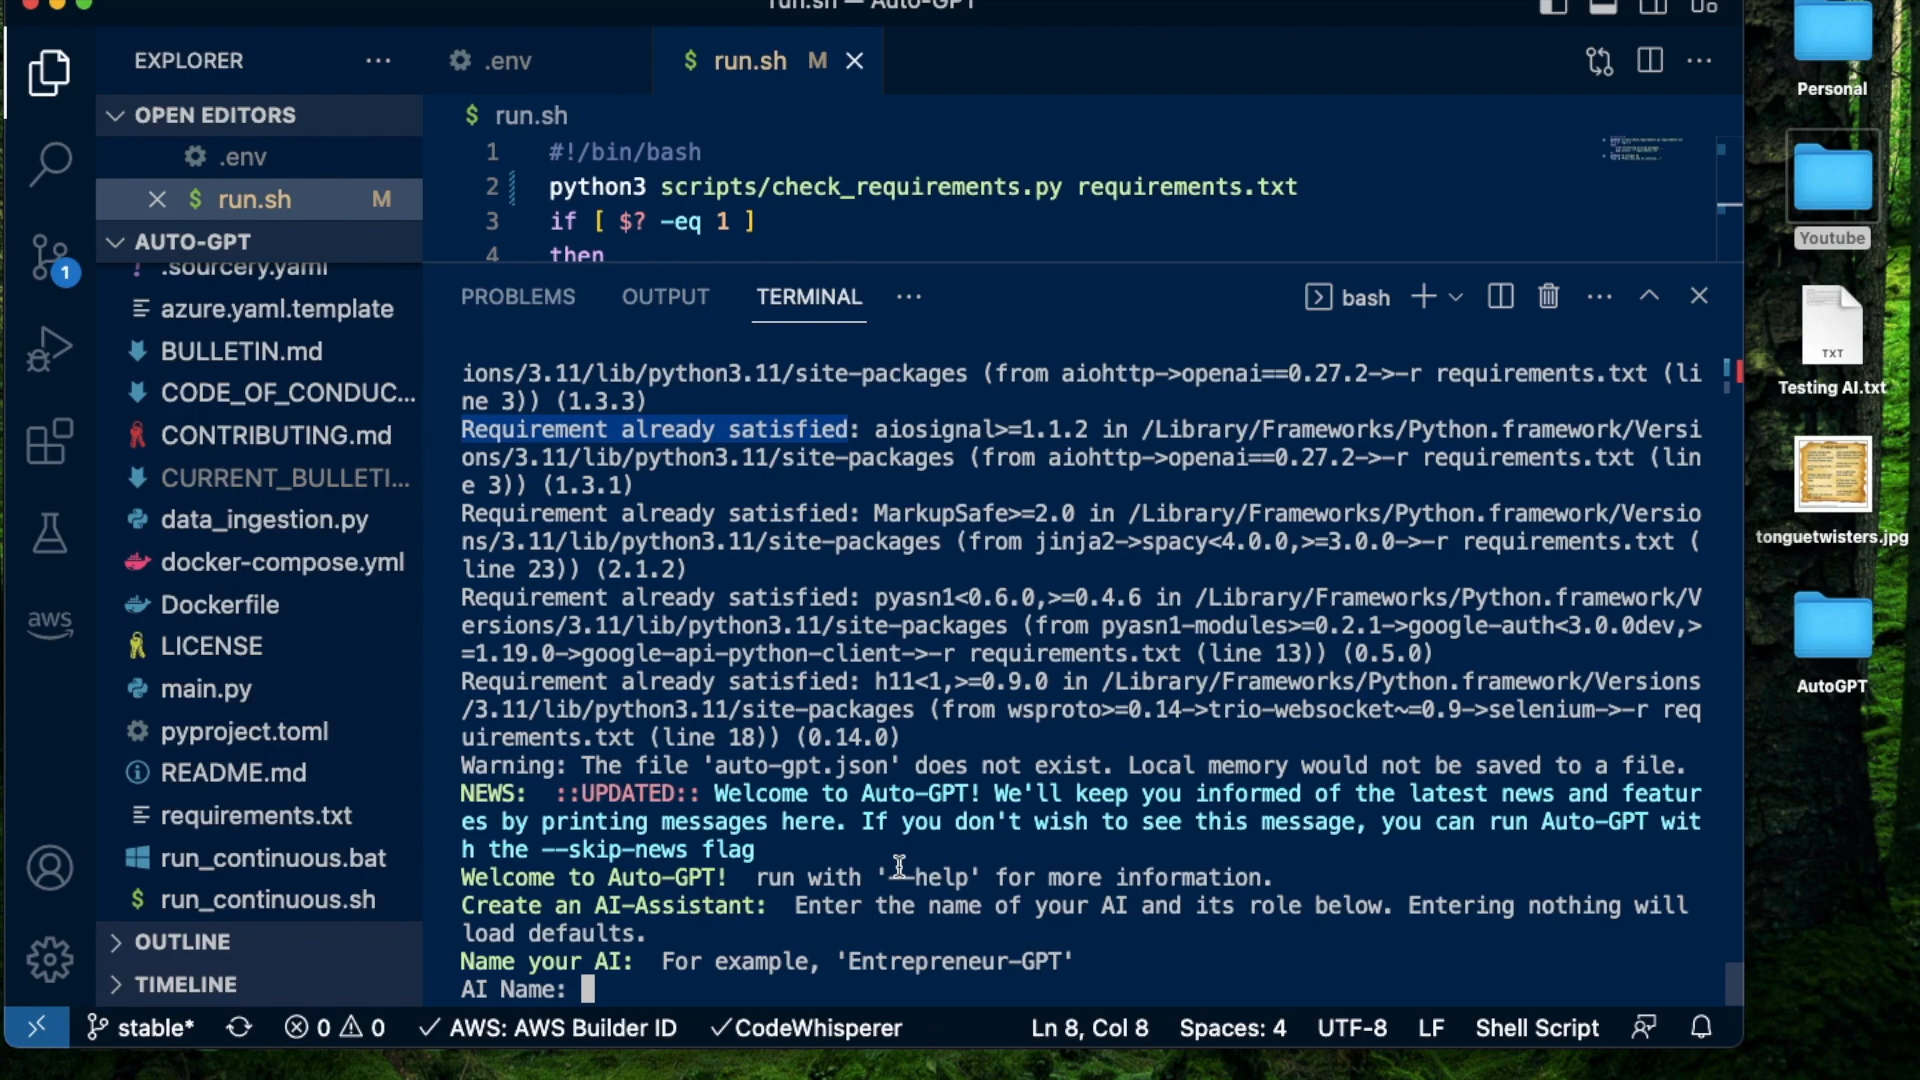 run.sh — Auto-GPT
EXPLORER
.env
$ run.sh M
OPEN EDITORS
.env
$ run.sh M
AUTO-GPT
.sourcery.yaml
azure.yaml.template
BULLETIN.md
CODE_OF_CONDUC...
CONTRIBUTING.md
CURRENT_BULLETI...
data_ingestion.py
docker-compose.yml
Dockerfile
LICENSE
main.py
pyproject.toml
README.md
requirements.txt
run_continuous.bat
$ run_continuous.sh
OUTLINE
TIMELINE
1
aws
$ run.sh
1 #!/bin/bash
2 python3 scripts/check_requirements.py requirements.txt
3 if [ $? -eq 1 ]
4 then
PROBLEMS OUTPUT TERMINAL ... bash
ions/3.11/lib/python3.11/site-packages (from aiohttp->openai==0.27.2->-r requirements.txt (li
ne 3)) (1.3.3)
Requirement already satisfied: aiosignal>=1.1.2 in /Library/Frameworks/Python.framework/Versi
ons/3.11/lib/python3.11/site-packages (from aiohttp->openai==0.27.2->-r requirements.txt (lin
e 3)) (1.3.1)
Requirement already satisfied: MarkupSafe>=2.0 in /Library/Frameworks/Python.framework/Versio
ns/3.11/lib/python3.11/site-packages (from jinja2->spacy<4.0.0,>=3.0.0->-r requirements.txt (
line 23)) (2.1.2)
Requirement already satisfied: pyasn1<0.6.0,>=0.4.6 in /Library/Frameworks/Python.framework/V
ersions/3.11/lib/python3.11/site-packages (from pyasn1-modules>=0.2.1->google-auth<3.0.0dev,>
=1.19.0->google-api-python-client->-r requirements.txt (line 13)) (0.5.0)
Requirement already satisfied: h11<1,>=0.9.0 in /Library/Frameworks/Python.framework/Versions
/3.11/lib/python3.11/site-packages (from wsproto>=0.14->trio-websocket~=0.9->selenium->-r req
uirements.txt (line 18)) (0.14.0)
Warning: The file 'auto-gpt.json' does not exist. Local memory would not be saved to a file.
NEWS:  ::UPDATED:: Welcome to Auto-GPT! We'll keep you informed of the latest news and featur
es by printing messages here. If you don't wish to see this message, you can run Auto-GPT wit
h the --skip-news flag
Welcome to Auto-GPT!  run with '--help' for more information.
Create an AI-Assistant:  Enter the name of your AI and its role below. Entering nothing will
load defaults.
Name your AI:  For example, 'Entrepreneur-GPT'
AI Name:
stable* 0 0 AWS: AWS Builder ID CodeWhisperer Ln 8, Col 8 Spaces: 4 UTF-8 LF Shell Script
Personal
Youtube
TXT
Testing AI.txt
tonguetwisters.jpg
AutoGPT